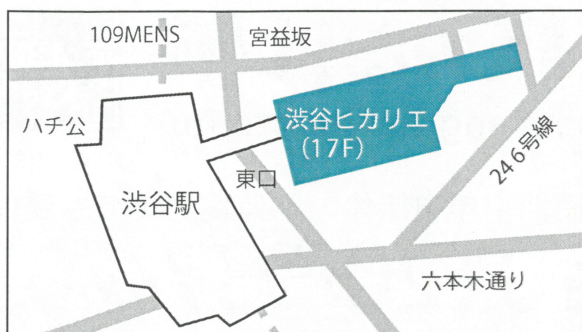 109MENS
宮益坂
ハチ公
渋谷ヒカリエ
（17F）
246号線
東口
渋谷駅
六本木通り